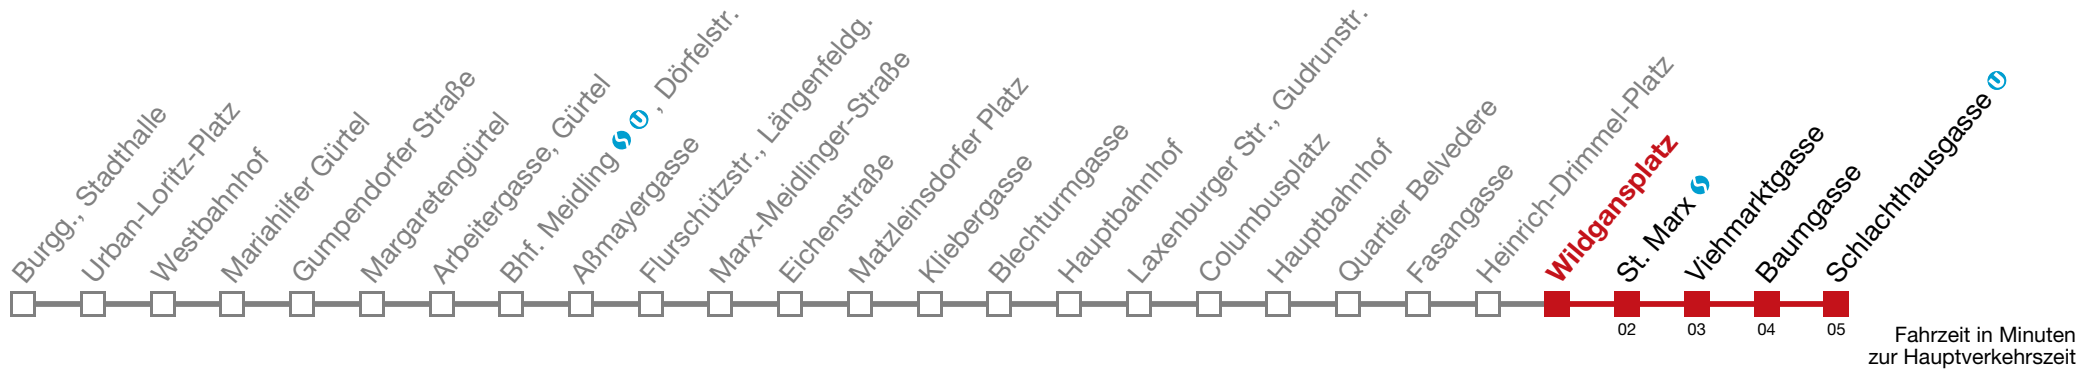 Burgg., Stadthalle
Urban-Loritz-Platz
Westbahnhof
Mariahilfer Gürtel
Gumpendorfer Straße
Margaretengürtel
Arbeitergasse, Gürtel
Bhf. Meidling S U , Dörfelstr.
Aßmayergasse
Flurschützstr., Längenfeldg.
Marx-Meidlinger-Straße
Eichenstraße
Matzleinsdorfer Platz
Kliebergasse
Blechturmgasse
Hauptbahnhof
Laxenburger Str., Gudrunstr.
Columbusplatz
Hauptbahnhof
Quartier Belvedere
Fasangasse
Heinrich-Drimmel-Platz
Wildgansplatz
St. Marx S
Viehmarktgasse
Baumgasse
Schlachthausgasse U
02 03 04 05
Fahrzeit in Minuten
zur Hauptverkehrszeit